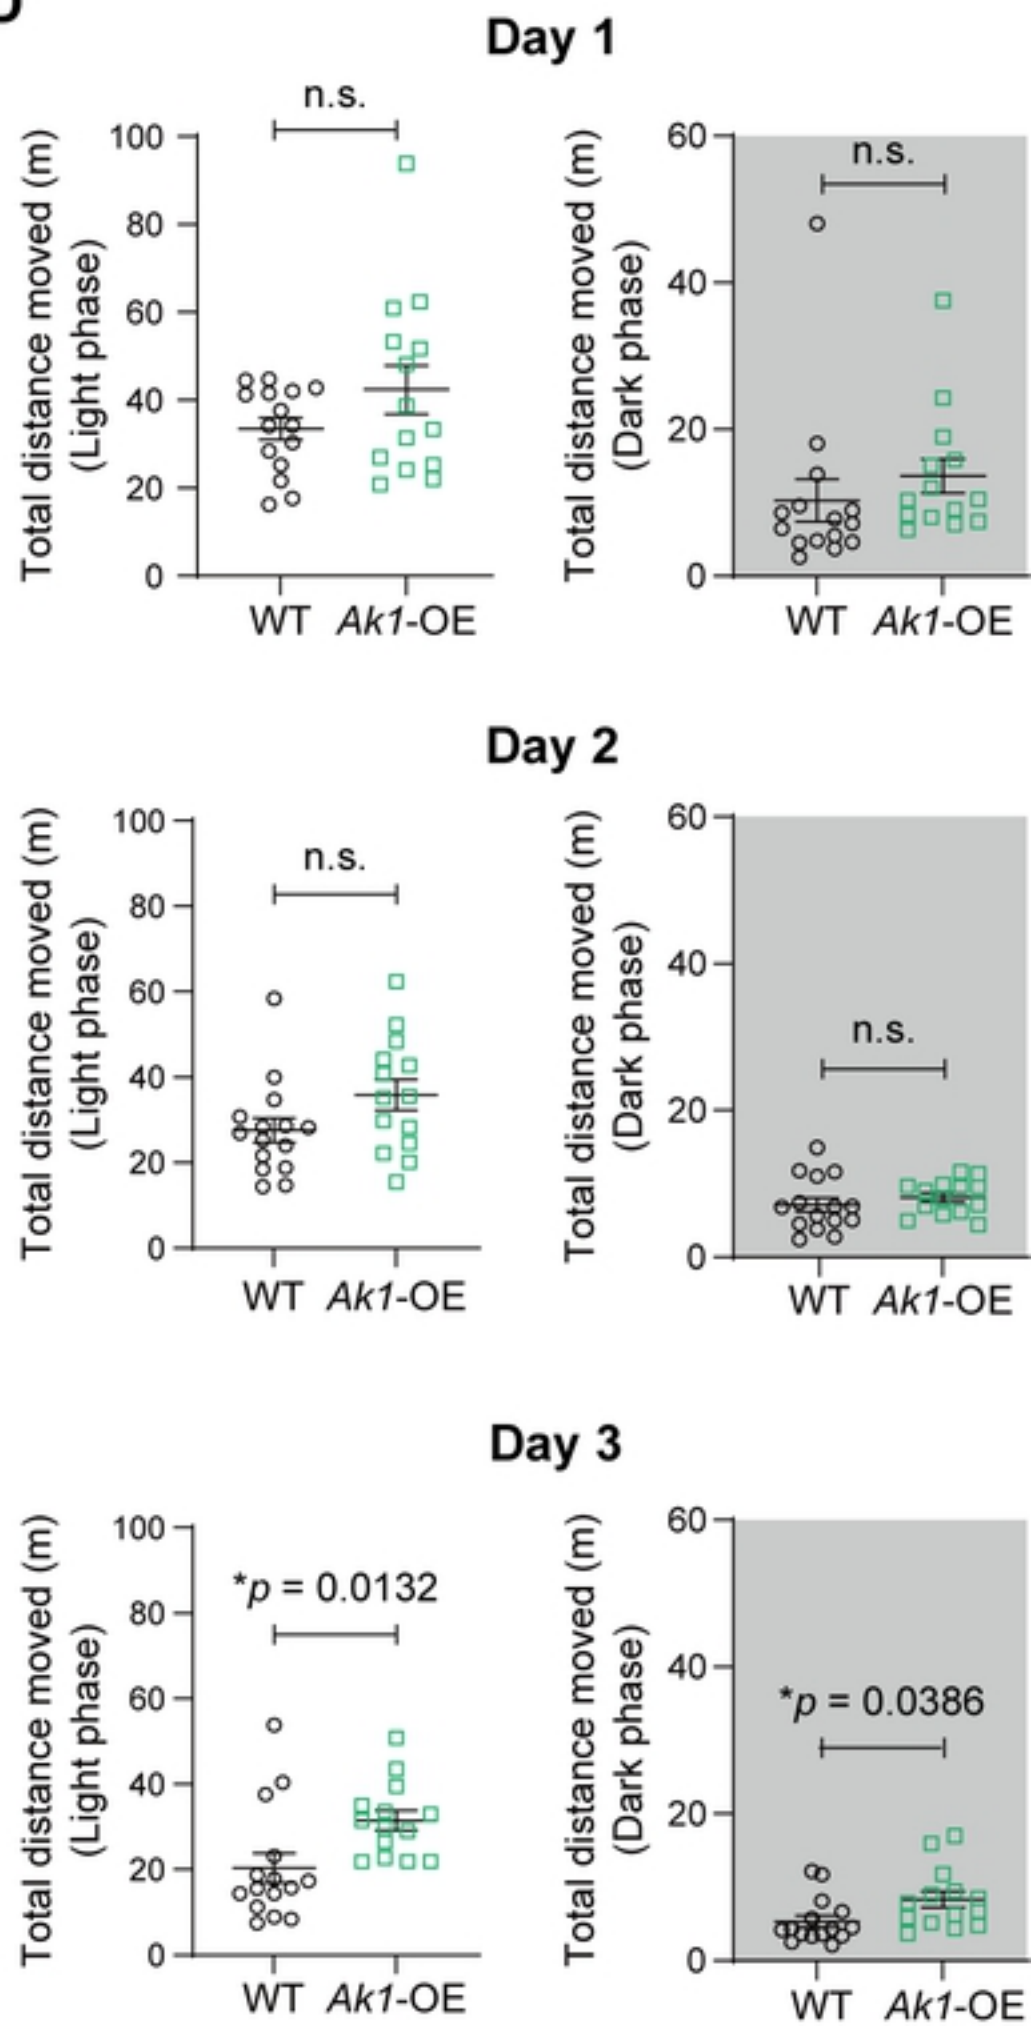 Day 1
Total distance moved (m)
(Light phase)
100
80
60
40
20
0
n.s.
WT
Ak1-OE
Total distance moved (m)
(Dark phase)
60
40
20
0
n.s.
WT
Ak1-OE
Day 2
Total distance moved (m)
(Light phase)
100
80
60
40
20
0
n.s.
WT
Ak1-OE
Total distance moved (m)
(Dark phase)
60
40
20
0
n.s.
WT
Ak1-OE
Day 3
Total distance moved (m)
(Light phase)
100
80
60
40
20
0
*p = 0.0132
WT
Ak1-OE
Total distance moved (m)
(Dark phase)
60
40
20
0
*p = 0.0386
WT
Ak1-OE